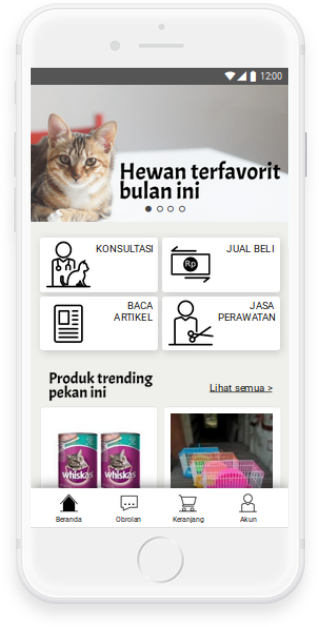 12:00
Hewan terfavorit
bulan ini
KONSULTASI
JUAL BELI
Rp
BACA
ARTIKEL
JASA
PERAWATAN
Produk trending
pekan ini
Lihat semua >
whiskas
whiskas
Beranda
Obrolan
Keranjang
Akun